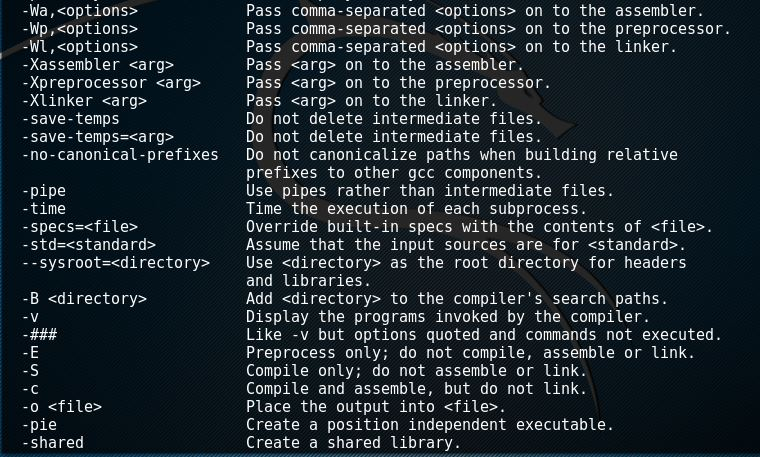 -Wa,<options>            Pass comma-separated <options> on to the assembler.
-Wp,<options>            Pass comma-separated <options> on to the preprocessor.
-Wl,<options>            Pass comma-separated <options> on to the linker.
-Xassembler <arg>        Pass <arg> on to the assembler.
-Xpreprocessor <arg>     Pass <arg> on to the preprocessor.
-Xlinker <arg>           Pass <arg> on to the linker.
-save-temps              Do not delete intermediate files.
-save-temps=<arg>        Do not delete intermediate files.
-no-canonical-prefixes   Do not canonicalize paths when building relative
                         prefixes to other gcc components.
-pipe                    Use pipes rather than intermediate files.
-time                    Time the execution of each subprocess.
-specs=<file>            Override built-in specs with the contents of <file>.
-std=<standard>          Assume that the input sources are for <standard>.
--sysroot=<directory>    Use <directory> as the root directory for headers
                         and libraries.
-B <directory>           Add <directory> to the compiler's search paths.
-v                       Display the programs invoked by the compiler.
-###                     Like -v but options quoted and commands not executed.
-E                       Preprocess only; do not compile, assemble or link.
-S                       Compile only; do not assemble or link.
-c                       Compile and assemble, but do not link.
-o <file>                Place the output into <file>.
-pie                     Create a position independent executable.
-shared                  Create a shared library.